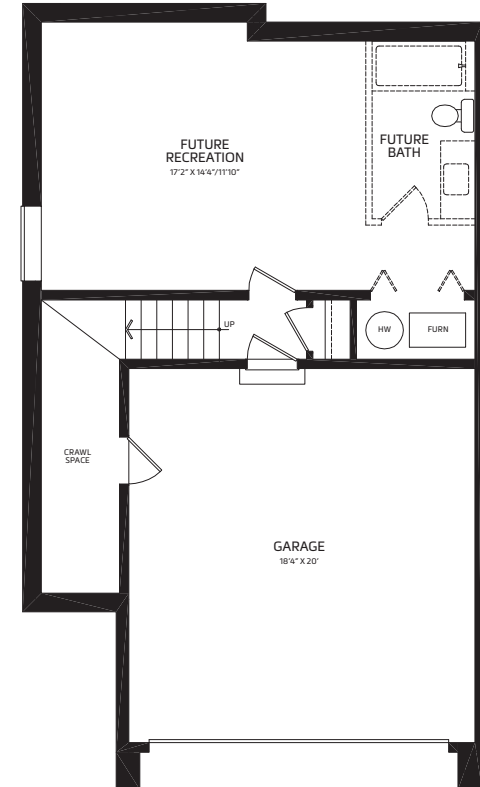 FUTURE
RECREATION
17'2" X 14'4"/11'10"
FUTURE
BATH
UP
HW
FURN
CRAWL
SPACE
GARAGE
18'4" X 20'